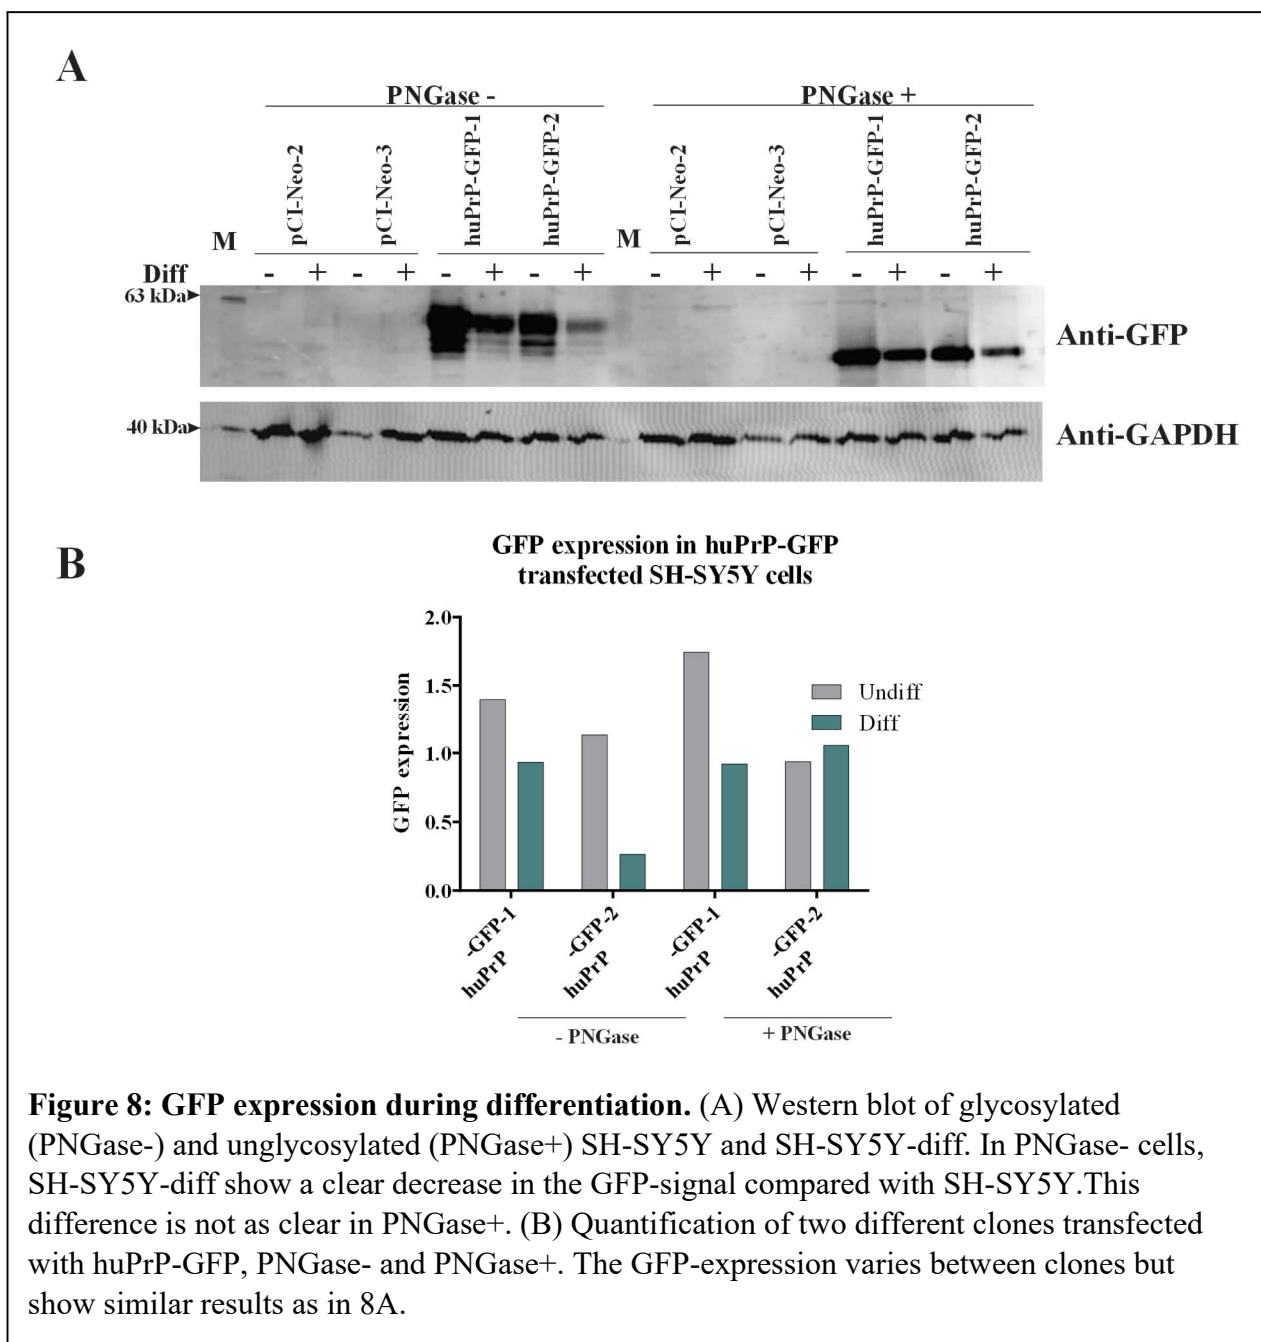 A
PNGase -
PNGase +
M
pCI-Neo-2
pCI-Neo-3
huPrP-GFP-1
huPrP-GFP-2
M
pCI-Neo-2
pCI-Neo-3
huPrP-GFP-1
huPrP-GFP-2
Diff - + - + - + - + - + - + - + - +
63 kDa
Anti-GFP
40 kDa
Anti-GAPDH
B
GFP expression in huPrP-GFP
transfected SH-SY5Y cells
GFP expression
2.0
1.5
1.0
0.5
0.0
Undiff
Diff
-GFP-1
huPrP
-GFP-2
huPrP
-GFP-1
huPrP
-GFP-2
huPrP
- PNGase
+ PNGase
Figure 8: GFP expression during differentiation. (A) Western blot of glycosylated
(PNGase-) and unglycosylated (PNGase+) SH-SY5Y and SH-SY5Y-diff. In PNGase- cells,
SH-SY5Y-diff show a clear decrease in the GFP-signal compared with SH-SY5Y.This
difference is not as clear in PNGase+. (B) Quantification of two different clones transfected
with huPrP-GFP, PNGase- and PNGase+. The GFP-expression varies between clones but
show similar results as in 8A.